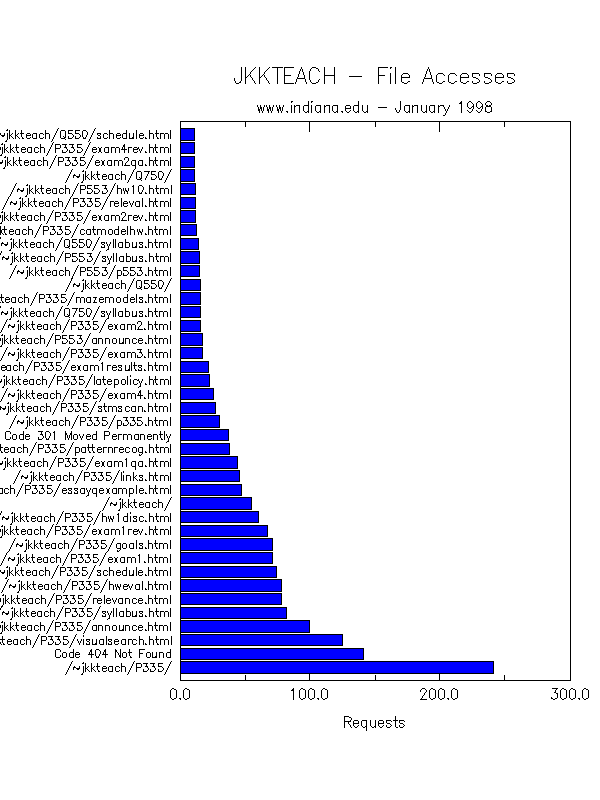 JKKTEACH – File Accesses
www.indiana.edu – January 1998
~jkkteach/Q550/schedule.html
~jkkteach/P335/exam4rev.html
~jkkteach/P335/exam2qa.html
/~jkkteach/Q750/
/~jkkteach/P553/hw10.html
/~jkkteach/P335/releval.html
~jkkteach/P335/exam2rev.html
kteach/P335/catmodelhw.html
/~jkkteach/Q550/syllabus.html
/~jkkteach/P553/syllabus.html
/~jkkteach/P553/p553.html
/~jkkteach/Q550/
teach/P335/mazemodels.html
~jkkteach/Q750/syllabus.html
/~jkkteach/P335/exam2.html
~jkkteach/P553/announce.html
/~jkkteach/P335/exam3.html
each/P335/exam1results.html
~jkkteach/P335/latepolicy.html
/~jkkteach/P335/exam4.html
~jkkteach/P335/stmscan.html
/~jkkteach/P335/p335.html
Code 301 Moved Permanently
teach/P335/patternrecog.html
~jkkteach/P335/exam1qa.html
/~jkkteach/P335/links.html
ach/P335/essayqexample.html
/~jkkteach/
/~jkkteach/P335/hw1disc.html
~jkkteach/P335/exam1rev.html
/~jkkteach/P335/goals.html
/~jkkteach/P335/exam1.html
~jkkteach/P335/schedule.html
/~jkkteach/P335/hweval.html
jkkteach/P335/relevance.html
/~jkkteach/P335/syllabus.html
~jkkteach/P335/announce.html
teach/P335/visualsearch.html
Code 404 Not Found
/~jkkteach/P335/
0.0 100.0 200.0 300.0
Requests